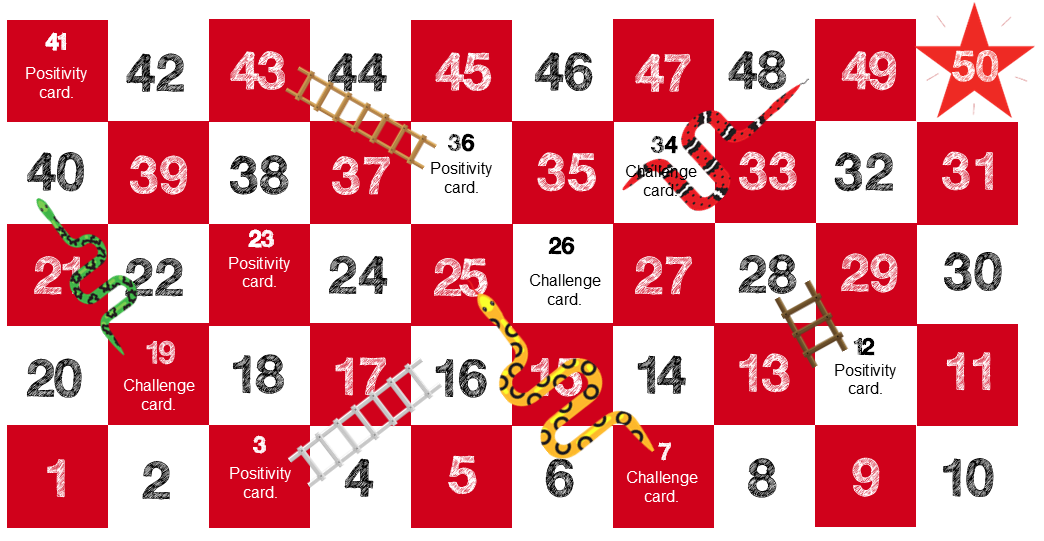 41
Positivity
card.
42
43
44
45
46
47
48
49
50
40
39
38
37
36
Positivity
card.
35
34
Challenge
card.
33
32
31
21
22
23
Positivity
card.
24
25
26
Challenge
card.
27
28
29
30
20
19
Challenge
card.
18
17
16
15
14
13
12
Positivity
card.
11
1
2
3
Positivity
card.
4
5
6
7
Challenge
card.
8
9
10